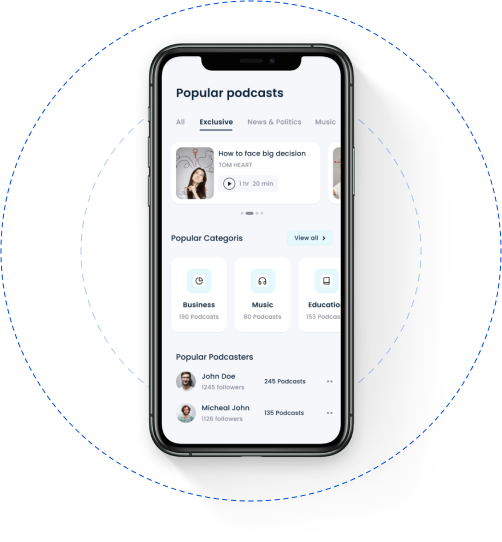 Popular podcasts
All Exclusive News & Politics Music
How to face big decision
TOM HEART
1 hr 20 min
Popular Categoris View all
Business Music Educatio
190 Podcasts 80 Podcasts 153 Podcas
Popular Podcasters
John Doe
1245 followers
245 Podcasts
Micheal John
1126 followers
135 Podcasts